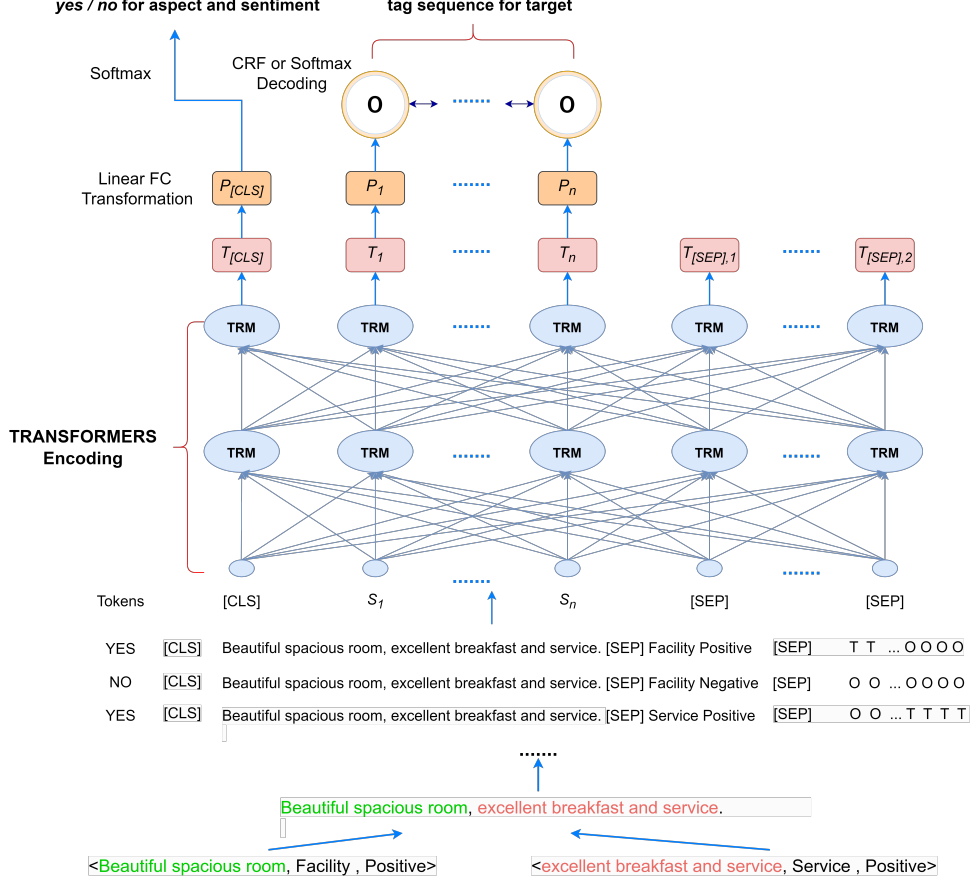 yes / no for aspect and sentiment
tag sequence for target
Softmax
CRF or Softmax
Decoding
O
.......
O
Linear FC
Transformation
P[CLS]
P1
.......
Pn
T[CLS]
T1
.......
Tn
T[SEP],1
.......
T[SEP],2
TRM
TRM
.......
TRM
TRM
.......
TRM
TRANSFORMERS
Encoding
TRM
TRM
.......
TRM
TRM
.......
TRM
.......
.......
Tokens
[CLS]
S1
Sn
[SEP]
[SEP]
YES [CLS] Beautiful spacious room, excellent breakfast and service. [SEP] Facility Positive [SEP] T T ... O O O O
NO [CLS] Beautiful spacious room, excellent breakfast and service. [SEP] Facility Negative [SEP] O O ... O O O O
YES [CLS] Beautiful spacious room, excellent breakfast and service. [SEP] Service Positive [SEP] O O ... T T T T
.......
Beautiful spacious room, excellent breakfast and service.
<Beautiful spacious room, Facility , Positive>
<excellent breakfast and service, Service , Positive>